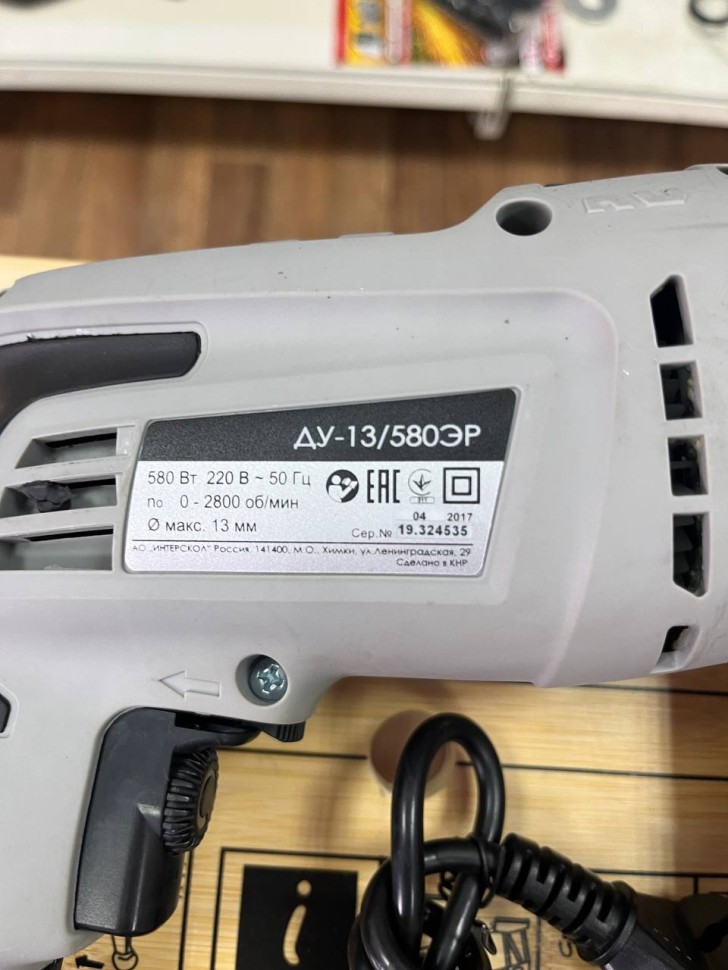 ДУ-13/580ЭР
580 Вт 220 В ~ 50 Гц
n₀ 0 - 2800 об/мин
Ø макс. 13 мм
EAC
04 2017
Сер.№ 19.324535
АО "ИНТЕРСКОЛ" Россия, 141400, М.О., Химки, ул.Ленинградская, 29
Сделано в КНР
i